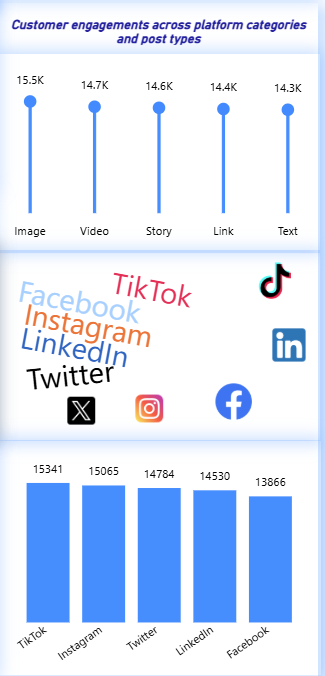 Customer engagements across platform categories
and post types
15.5K 14.7K 14.6K 14.4K 14.3K
Image Video Story Link Text
TikTok
Facebook
Instagram
LinkedIn
Twitter
in
15341 15065 14784 14530 13866
TikTok Instagram Twitter LinkedIn Facebook